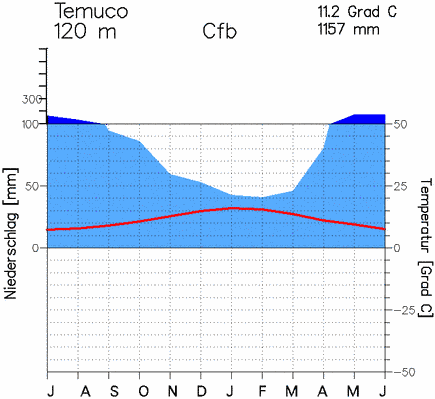 Temuco
120 m
Cfb
11.2 Grad C
1157 mm
300
100
50
0
50
25
0
−25
−50
Niederschlag [mm]
Temperatur [Grad C]
J A S O N D J F M A M J